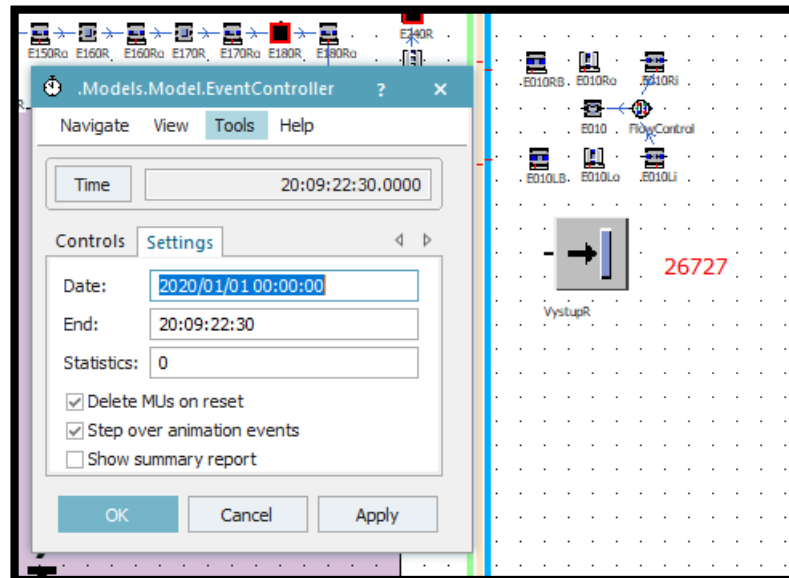 E150Ro E160R E160Ro E170R E170Ro E180R E180Ro
E240R
.Models.Model.EventController ? ×
Navigate View Tools Help
Time 20:09:22:30.0000
Controls Settings
Date: 2020/01/01 00:00:00
End: 20:09:22:30
Statistics: 0
Delete MUs on reset
Step over animation events
Show summary report
OK Cancel Apply
E010RB E010Ro E010Ri
E010 FlowControl
E010LB E010Lo E010Li
26727
VystupR